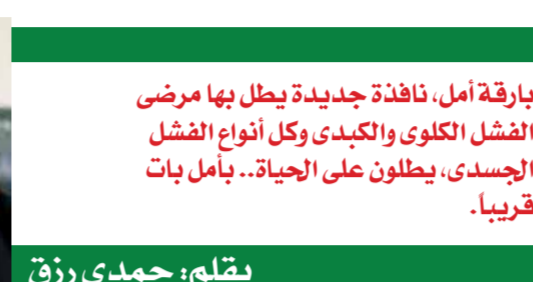 بارقة أمل، نافذة جديدة يطل بها مرضى
الفشل الكلوى والكبدى وكل أنواع الفشل
الجسدى، يطلون على الحياة.. بأمل بات
قريباً.
بقلم: حمدى رزق